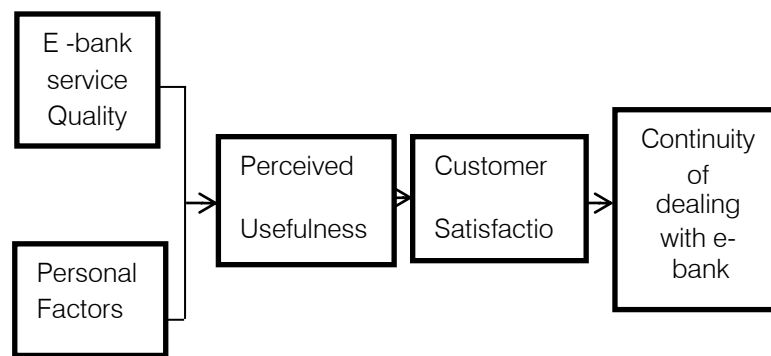 E -bank
service
Quality
Personal
Factors
Perceived
Usefulness
Customer
Satisfactio
Continuity
of
dealing
with e-
bank